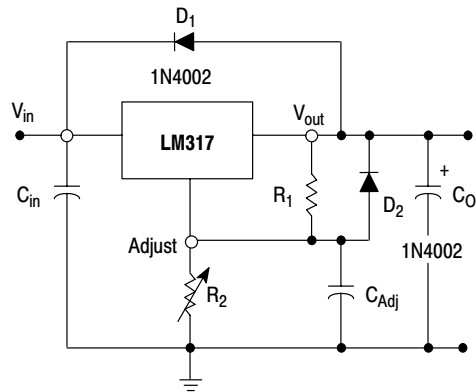 D1
1N4002
Vin
Vout
LM317
Cin
R1
D2
+
CO
Adjust
1N4002
R2
CAdj